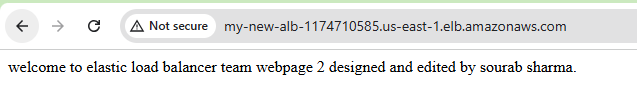 Not secure my-new-alb-1174710585.us-east-1.elb.amazonaws.com
welcome to elastic load balancer team webpage 2 designed and edited by sourab sharma.